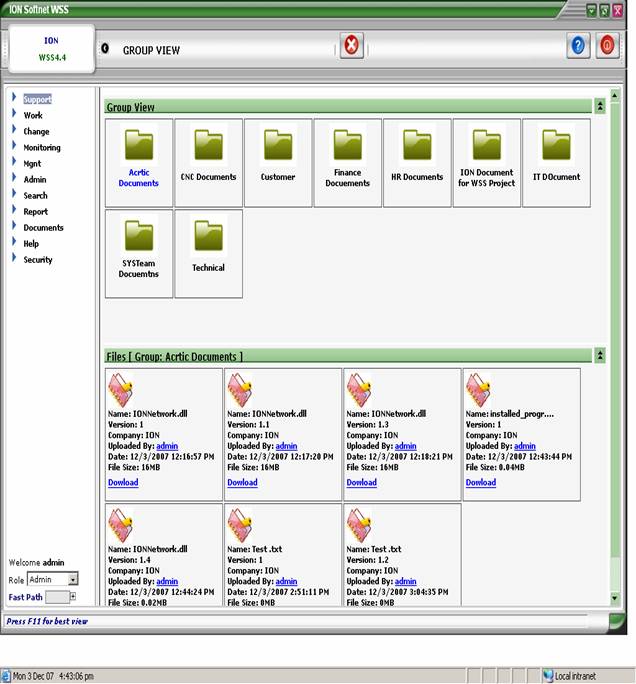 ION Softnet WSS
ION
WSS4.4
GROUP VIEW
Support
Work
Change
Monitoring
Mgnt
Admin
Search
Report
Documents
Help
Security
Group View
Acrtic Documents
CNC Documents
Customer
Finance Docuements
HR Documents
ION Document for WSS Project
IT DOcument
SYSTeam Docuemtns
Technical
Files [ Group: Acrtic Documents ]
Name: IONNetwork.dll
Version: 1
Company: ION
Uploaded By: admin
Date: 12/3/2007 12:16:57 PM
File Size: 16MB
Dowload
Name: IONNetwork.dll
Version: 1.1
Company: ION
Uploaded By: admin
Date: 12/3/2007 12:17:20 PM
File Size: 16MB
Dowload
Name: IONNetwork.dll
Version: 1.3
Company: ION
Uploaded By: admin
Date: 12/3/2007 12:18:21 PM
File Size: 16MB
Dowload
Name: installed_progr....
Version: 1
Company: ION
Uploaded By: admin
Date: 12/3/2007 12:43:44 PM
File Size: 0.04MB
Dowload
Name: IONNetwork.dll
Version: 1.4
Company: ION
Uploaded By: admin
Date: 12/3/2007 12:44:24 PM
File Size: 0.02MB
Name: Test .txt
Version: 1
Company: ION
Uploaded By: admin
Date: 12/3/2007 2:51:11 PM
File Size: 0MB
Name: Test .txt
Version: 1.2
Company: ION
Uploaded By: admin
Date: 12/3/2007 3:04:35 PM
File Size: 0MB
Welcome admin
Role Admin
Fast Path
Press F11 for best view
Mon 3 Dec 07 4:43:06 pm
Local intranet